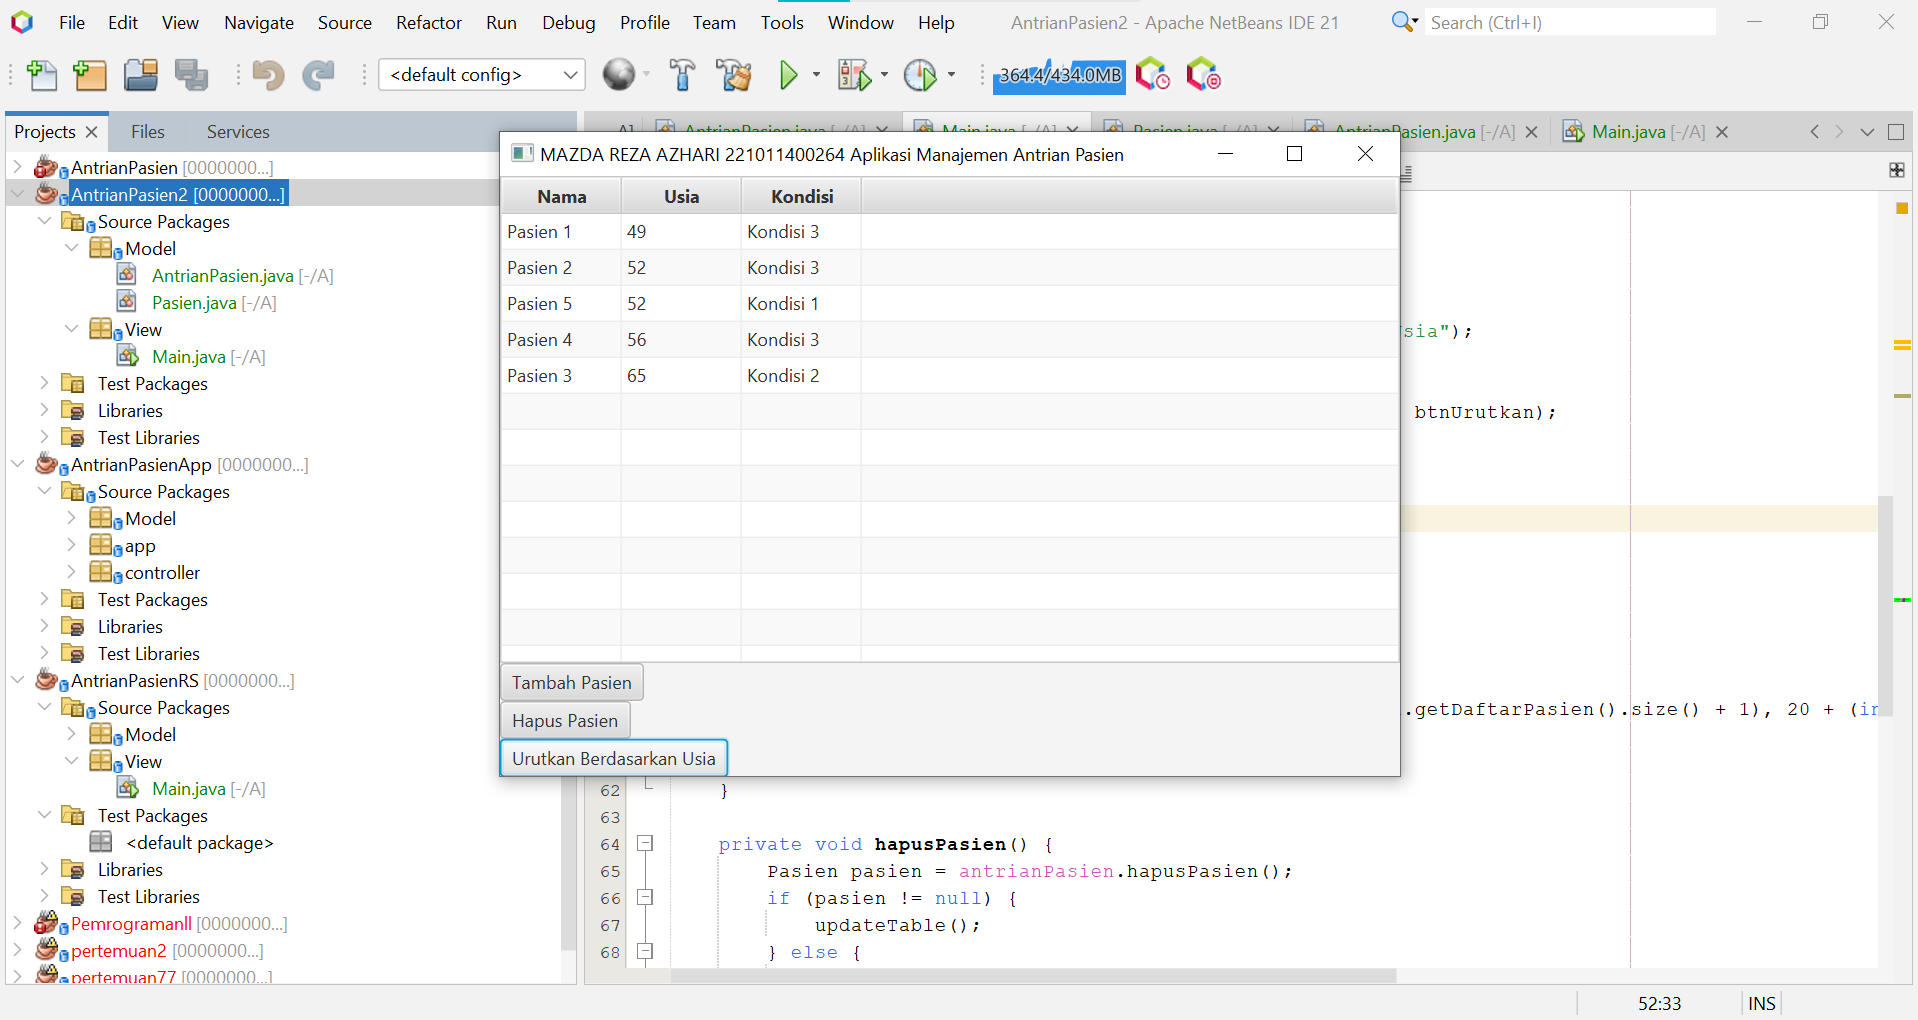 File Edit View Navigate Source Refactor Run Debug Profile Team Tools Window Help AntrianPasien2 - Apache NetBeans IDE 21 Search (Ctrl+I)
<default config> 364.4/434.0MB
Projects Files Services
AntrianPasien.java [-/A] Main.java [-/A] Pasien.java [-/A] AntrianPasien.java [-/A] Main.java [-/A]
AntrianPasien [0000000...]
AntrianPasien2 [0000000...]
Source Packages
Model
AntrianPasien.java [-/A]
Pasien.java [-/A]
View
Main.java [-/A]
Test Packages
Libraries
Test Libraries
AntrianPasienApp [0000000...]
Source Packages
Model
app
controller
Test Packages
Libraries
Test Libraries
AntrianPasienRS [0000000...]
Source Packages
Model
View
Main.java [-/A]
Test Packages
<default package>
Libraries
Test Libraries
PemrogramanII [0000000...]
pertemuan2 [0000000...]
pertemuan77 [0000000...]
MAZDA REZA AZHARI 221011400264 Aplikasi Manajemen Antrian Pasien
Nama Usia Kondisi
Pasien 1 49 Kondisi 3
Pasien 2 52 Kondisi 3
Pasien 5 52 Kondisi 1
Pasien 4 56 Kondisi 3
Pasien 3 65 Kondisi 2
Tambah Pasien
Hapus Pasien
Urutkan Berdasarkan Usia
sia");
btnUrutkan);
.getDaftarPasien().size() + 1), 20 + (in
62 }
63
64 private void hapusPasien() {
65 Pasien pasien = antrianPasien.hapusPasien();
66 if (pasien != null) {
67 updateTable();
68 } else {
52:33 INS